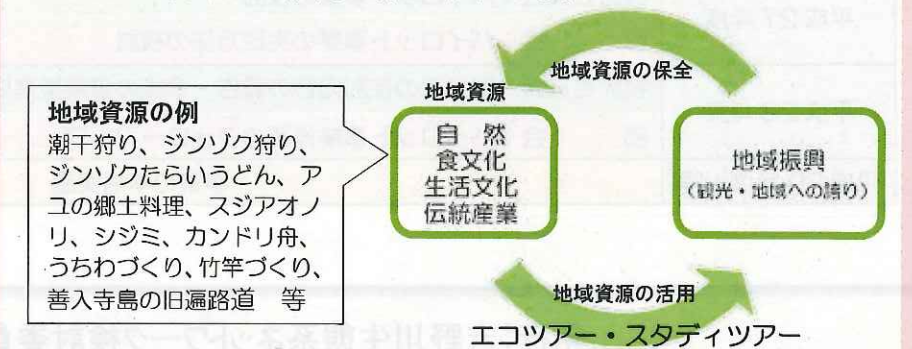 地域資源の保全
地域資源の例
潮干狩り、ジンゾク狩り、
ジンゾクたらいうどん、ア
ユの郷土料理、スジアオノ
リ、シジミ、カンドリ舟、
うちわづくり、竹竿づくり、
善入寺島の旧遍路道　等
地域資源
自　然
食文化
生活文化
伝統産業
地域振興
（観光・地域への誇り）
地域資源の活用
エコツアー・スタディツアー